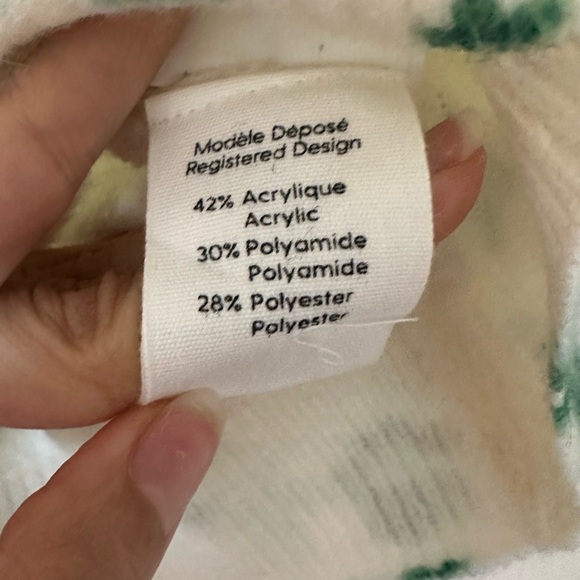 Modèle Déposé
Registered Design
42% Acrylique
Acrylic
30% Polyamide
Polyamide
28% Polyester
Polyester